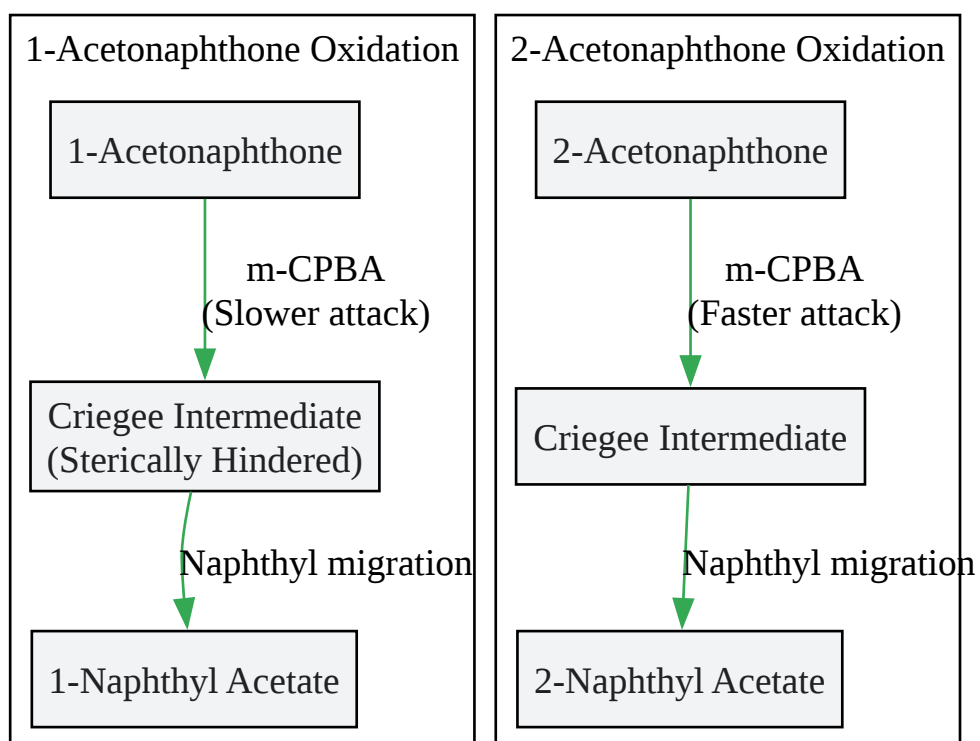 1-Acetonaphthone Oxidation
1-Acetonaphthone
m-CPBA
(Slower attack)
Criegee Intermediate
(Sterically Hindered)
Naphthyl migration
1-Naphthyl Acetate
2-Acetonaphthone Oxidation
2-Acetonaphthone
m-CPBA
(Faster attack)
Criegee Intermediate
Naphthyl migration
2-Naphthyl Acetate